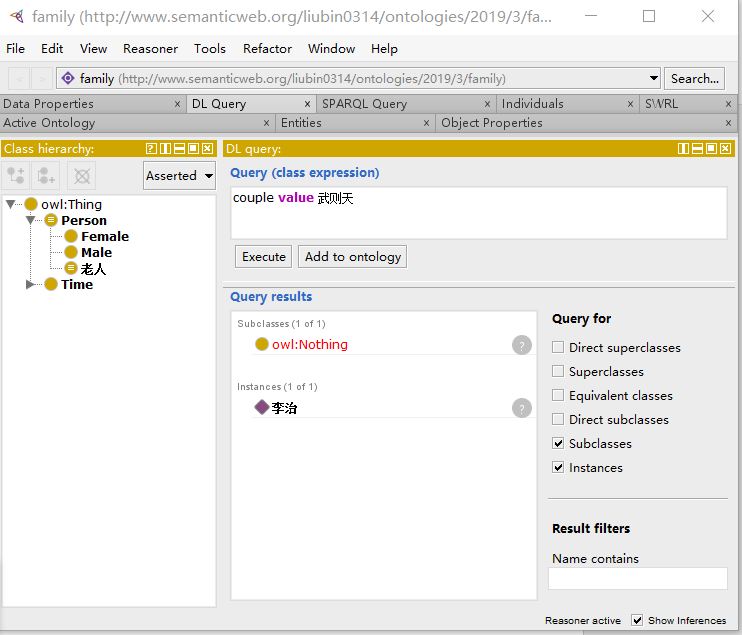 family (http://www.semanticweb.org/liubin0314/ontologies/2019/3/fa...
File Edit View Reasoner Tools Refactor Window Help
family (http://www.semanticweb.org/liubin0314/ontologies/2019/3/family) Search...
Data Properties × DL Query × SPARQL Query × Individuals × SWRL ×
Active Ontology × Entities × Object Properties ×
Class hierarchy: DL query:
Query (class expression)
Asserted
couple value 武则天
owl:Thing
Person
Female
Male
老人
Time
Execute Add to ontology
Query results
Subclasses (1 of 1)
owl:Nothing ?
Instances (1 of 1)
李治 ?
Query for
Direct superclasses
Superclasses
Equivalent classes
Direct subclasses
Subclasses
Instances
Result filters
Name contains
Reasoner active Show Inferences